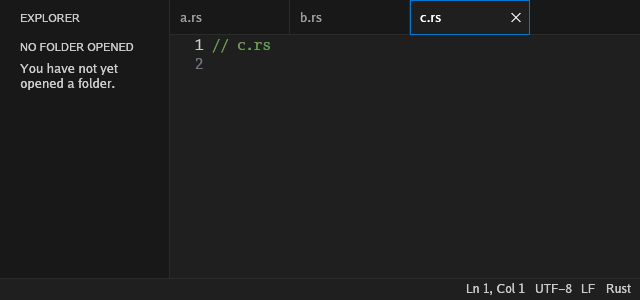 EXPLORER
NO FOLDER OPENED
You have not yet
opened a folder.
a.rs
b.rs
c.rs
1 // c.rs
2
Ln 1, Col 1 UTF-8 LF Rust